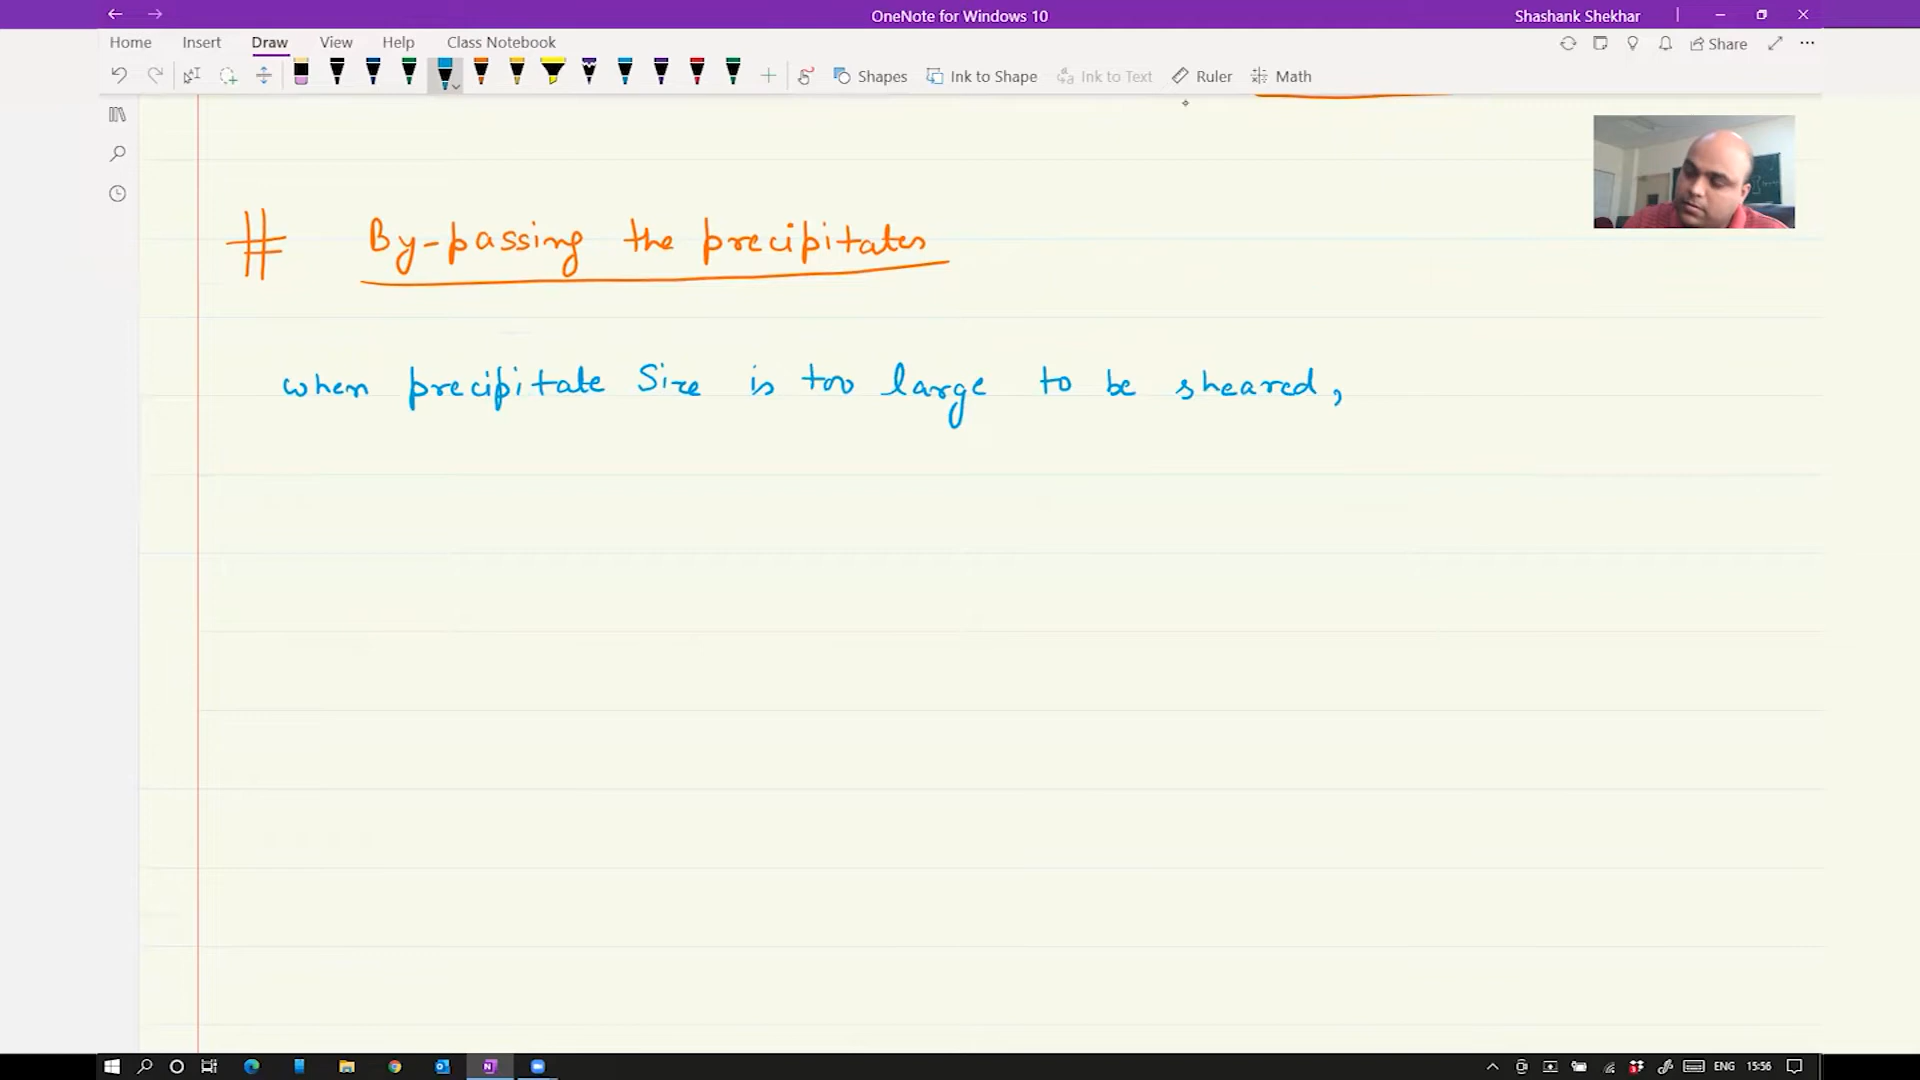 OneNote for Windows 10
Shashank Shekhar
Home Insert Draw View Help Class Notebook
Share
Shapes Ink to Shape Ink to Text Ruler Math
# By-passing the precipitates
when precipitate size is too large to be sheared,
ENG 15:56